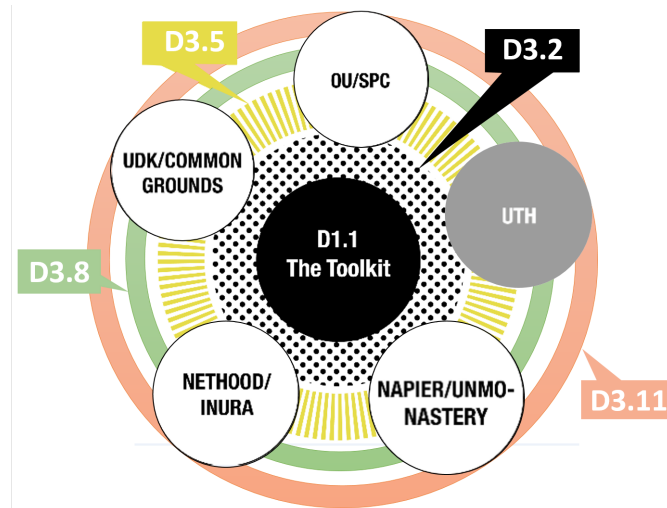 D3.5
OU/SPC
D3.2
UDK/COMMON
GROUNDS
UTH
D1.1
The Toolkit
D3.8
NETHOOD/
INURA
NAPIER/UNMO-
NASTERY
D3.11